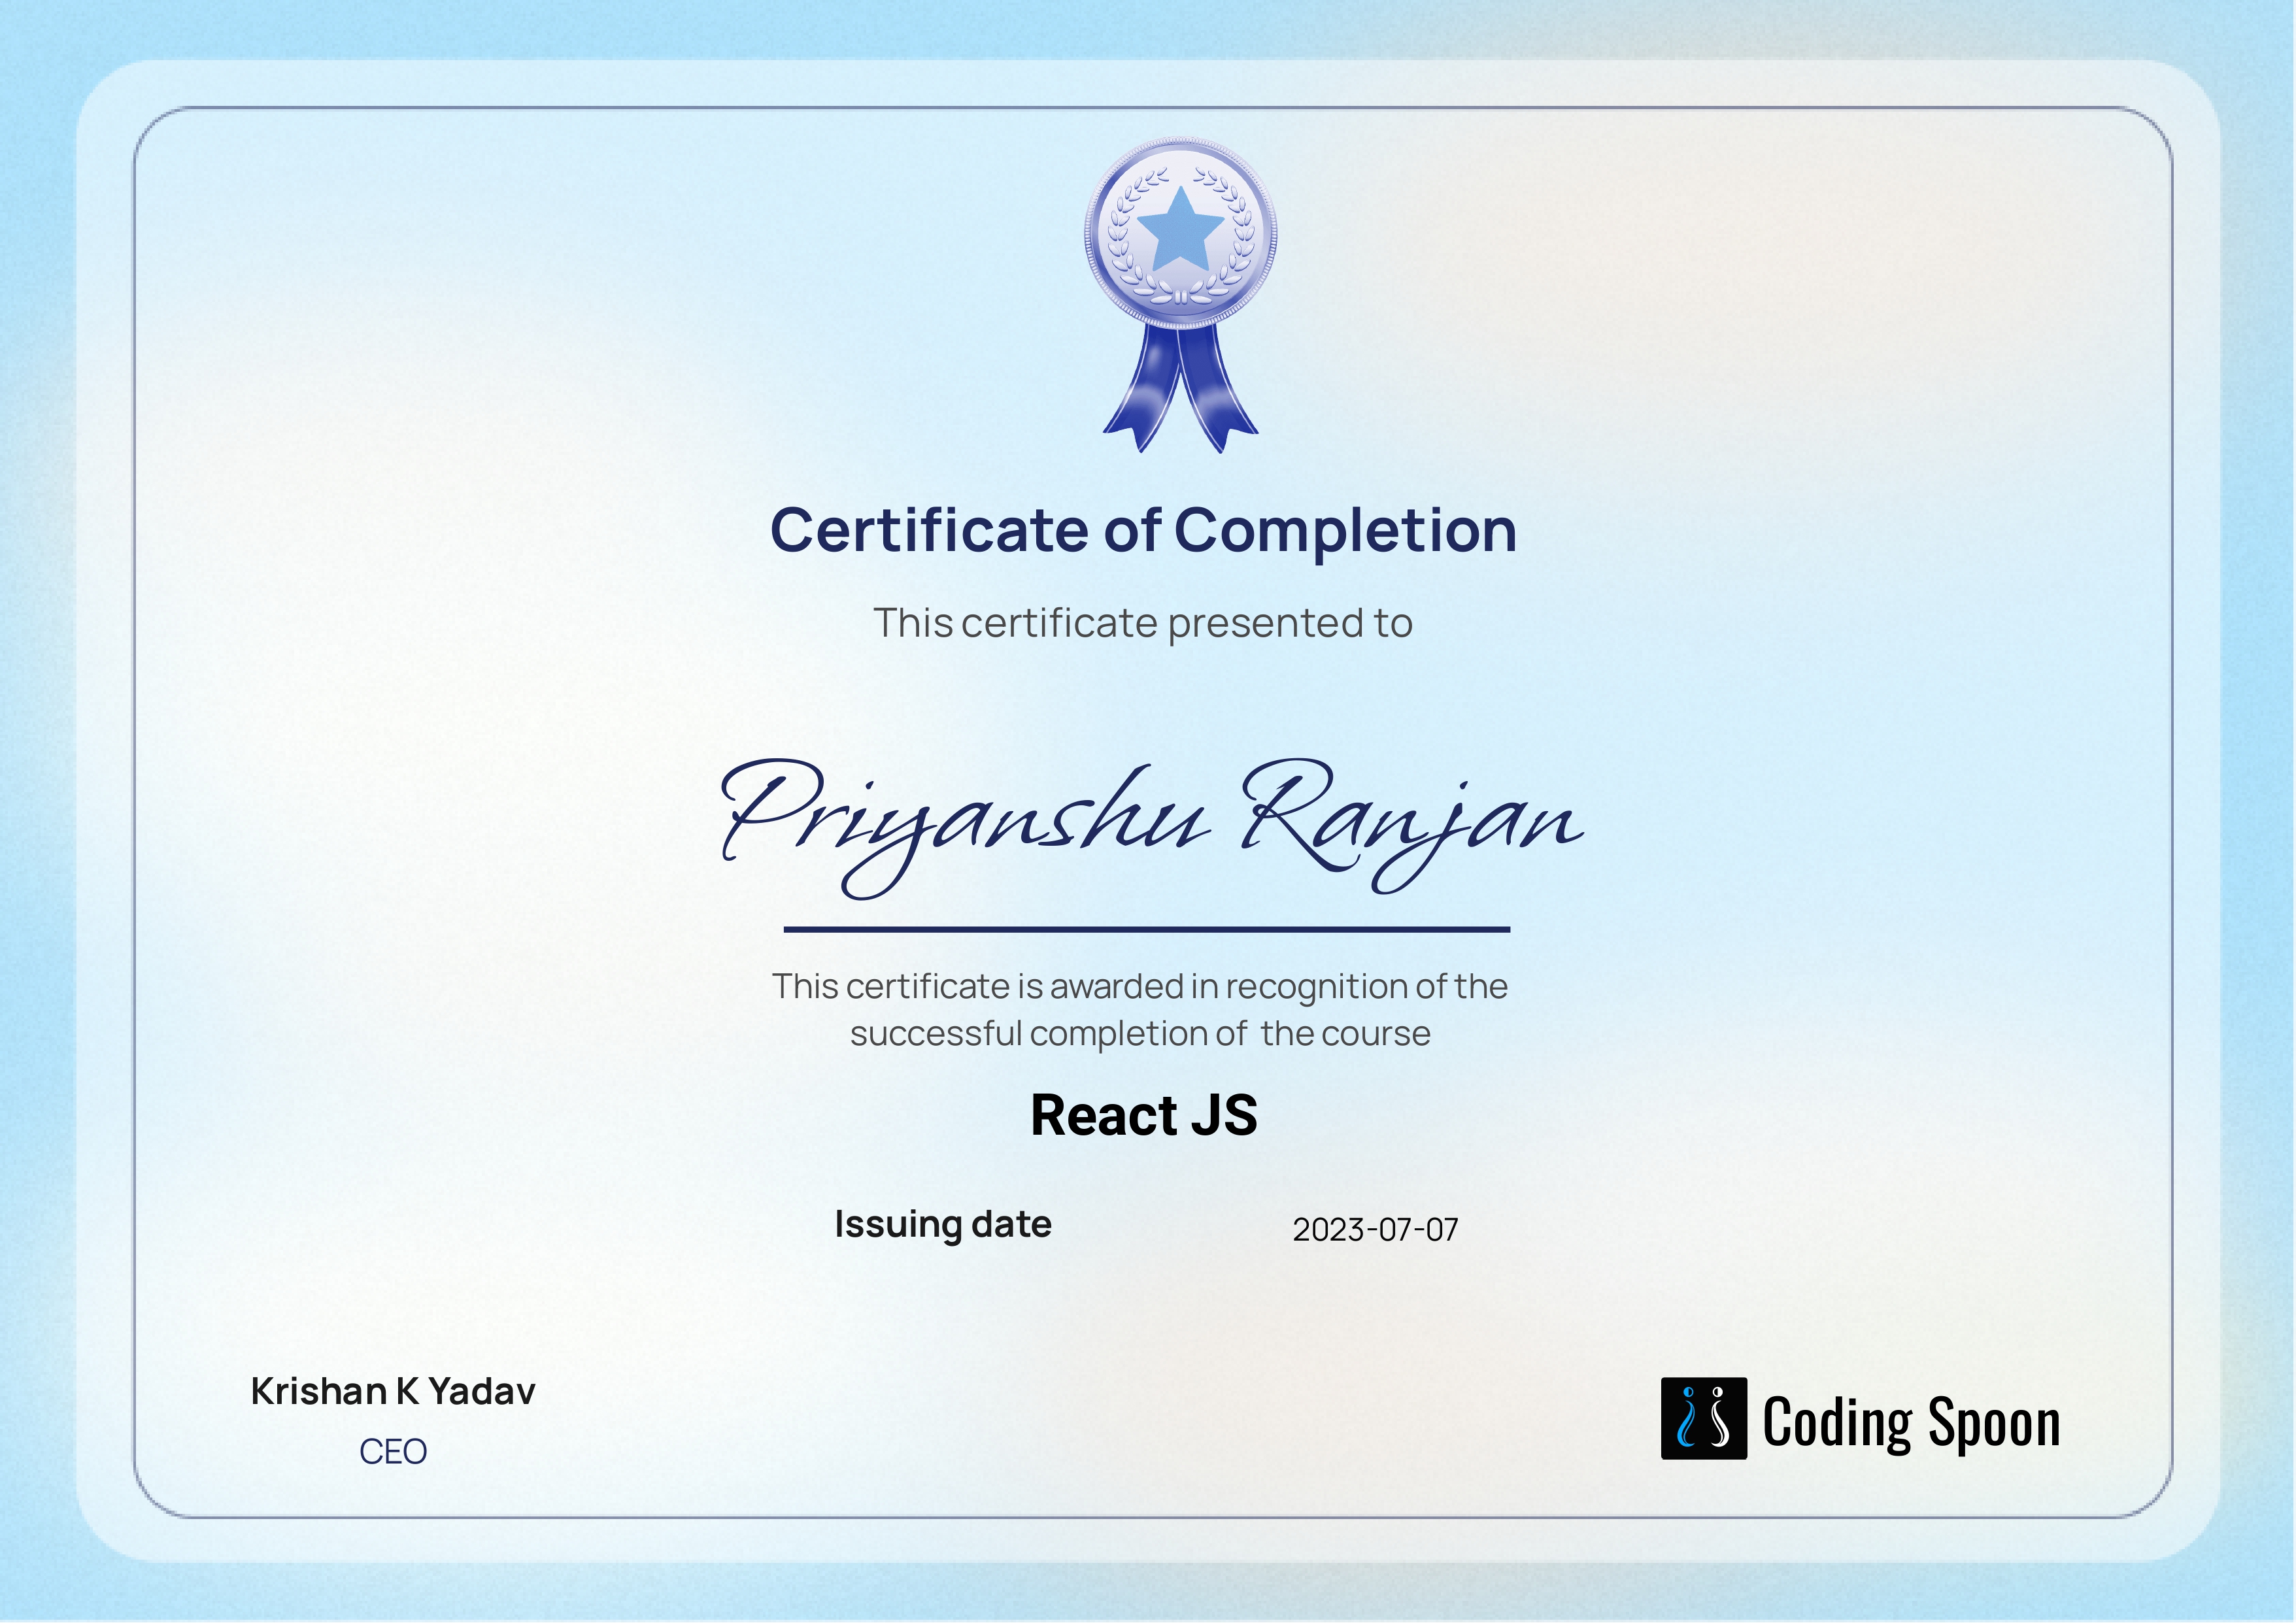 Certificate of Completion
This certificate presented to
Priyanshu Ranjan
This certificate is awarded in recognition of the
successful completion of the course
React JS
Issuing date 2023-07-07
Krishan K Yadav
CEO
Coding Spoon